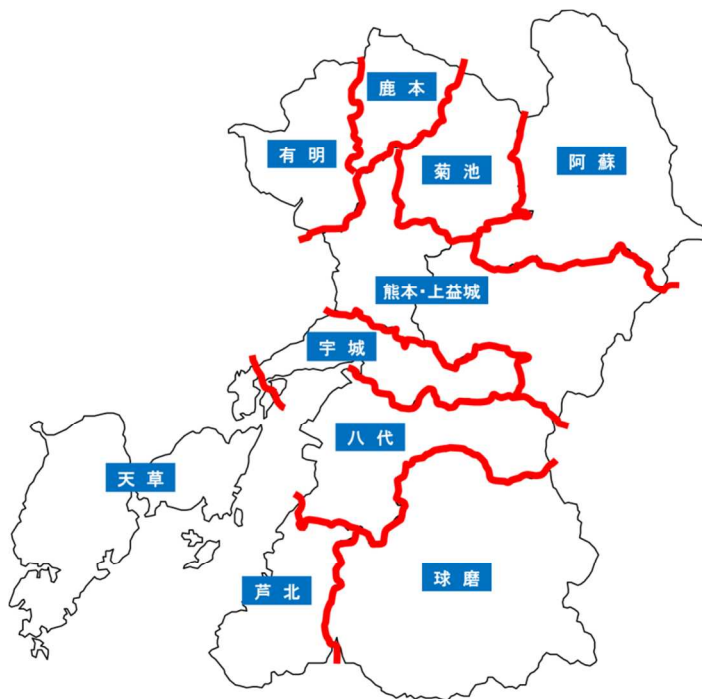 鹿本
有明
菊池
阿蘇
熊本・上益城
宇城
八代
天草
芦北
球磨